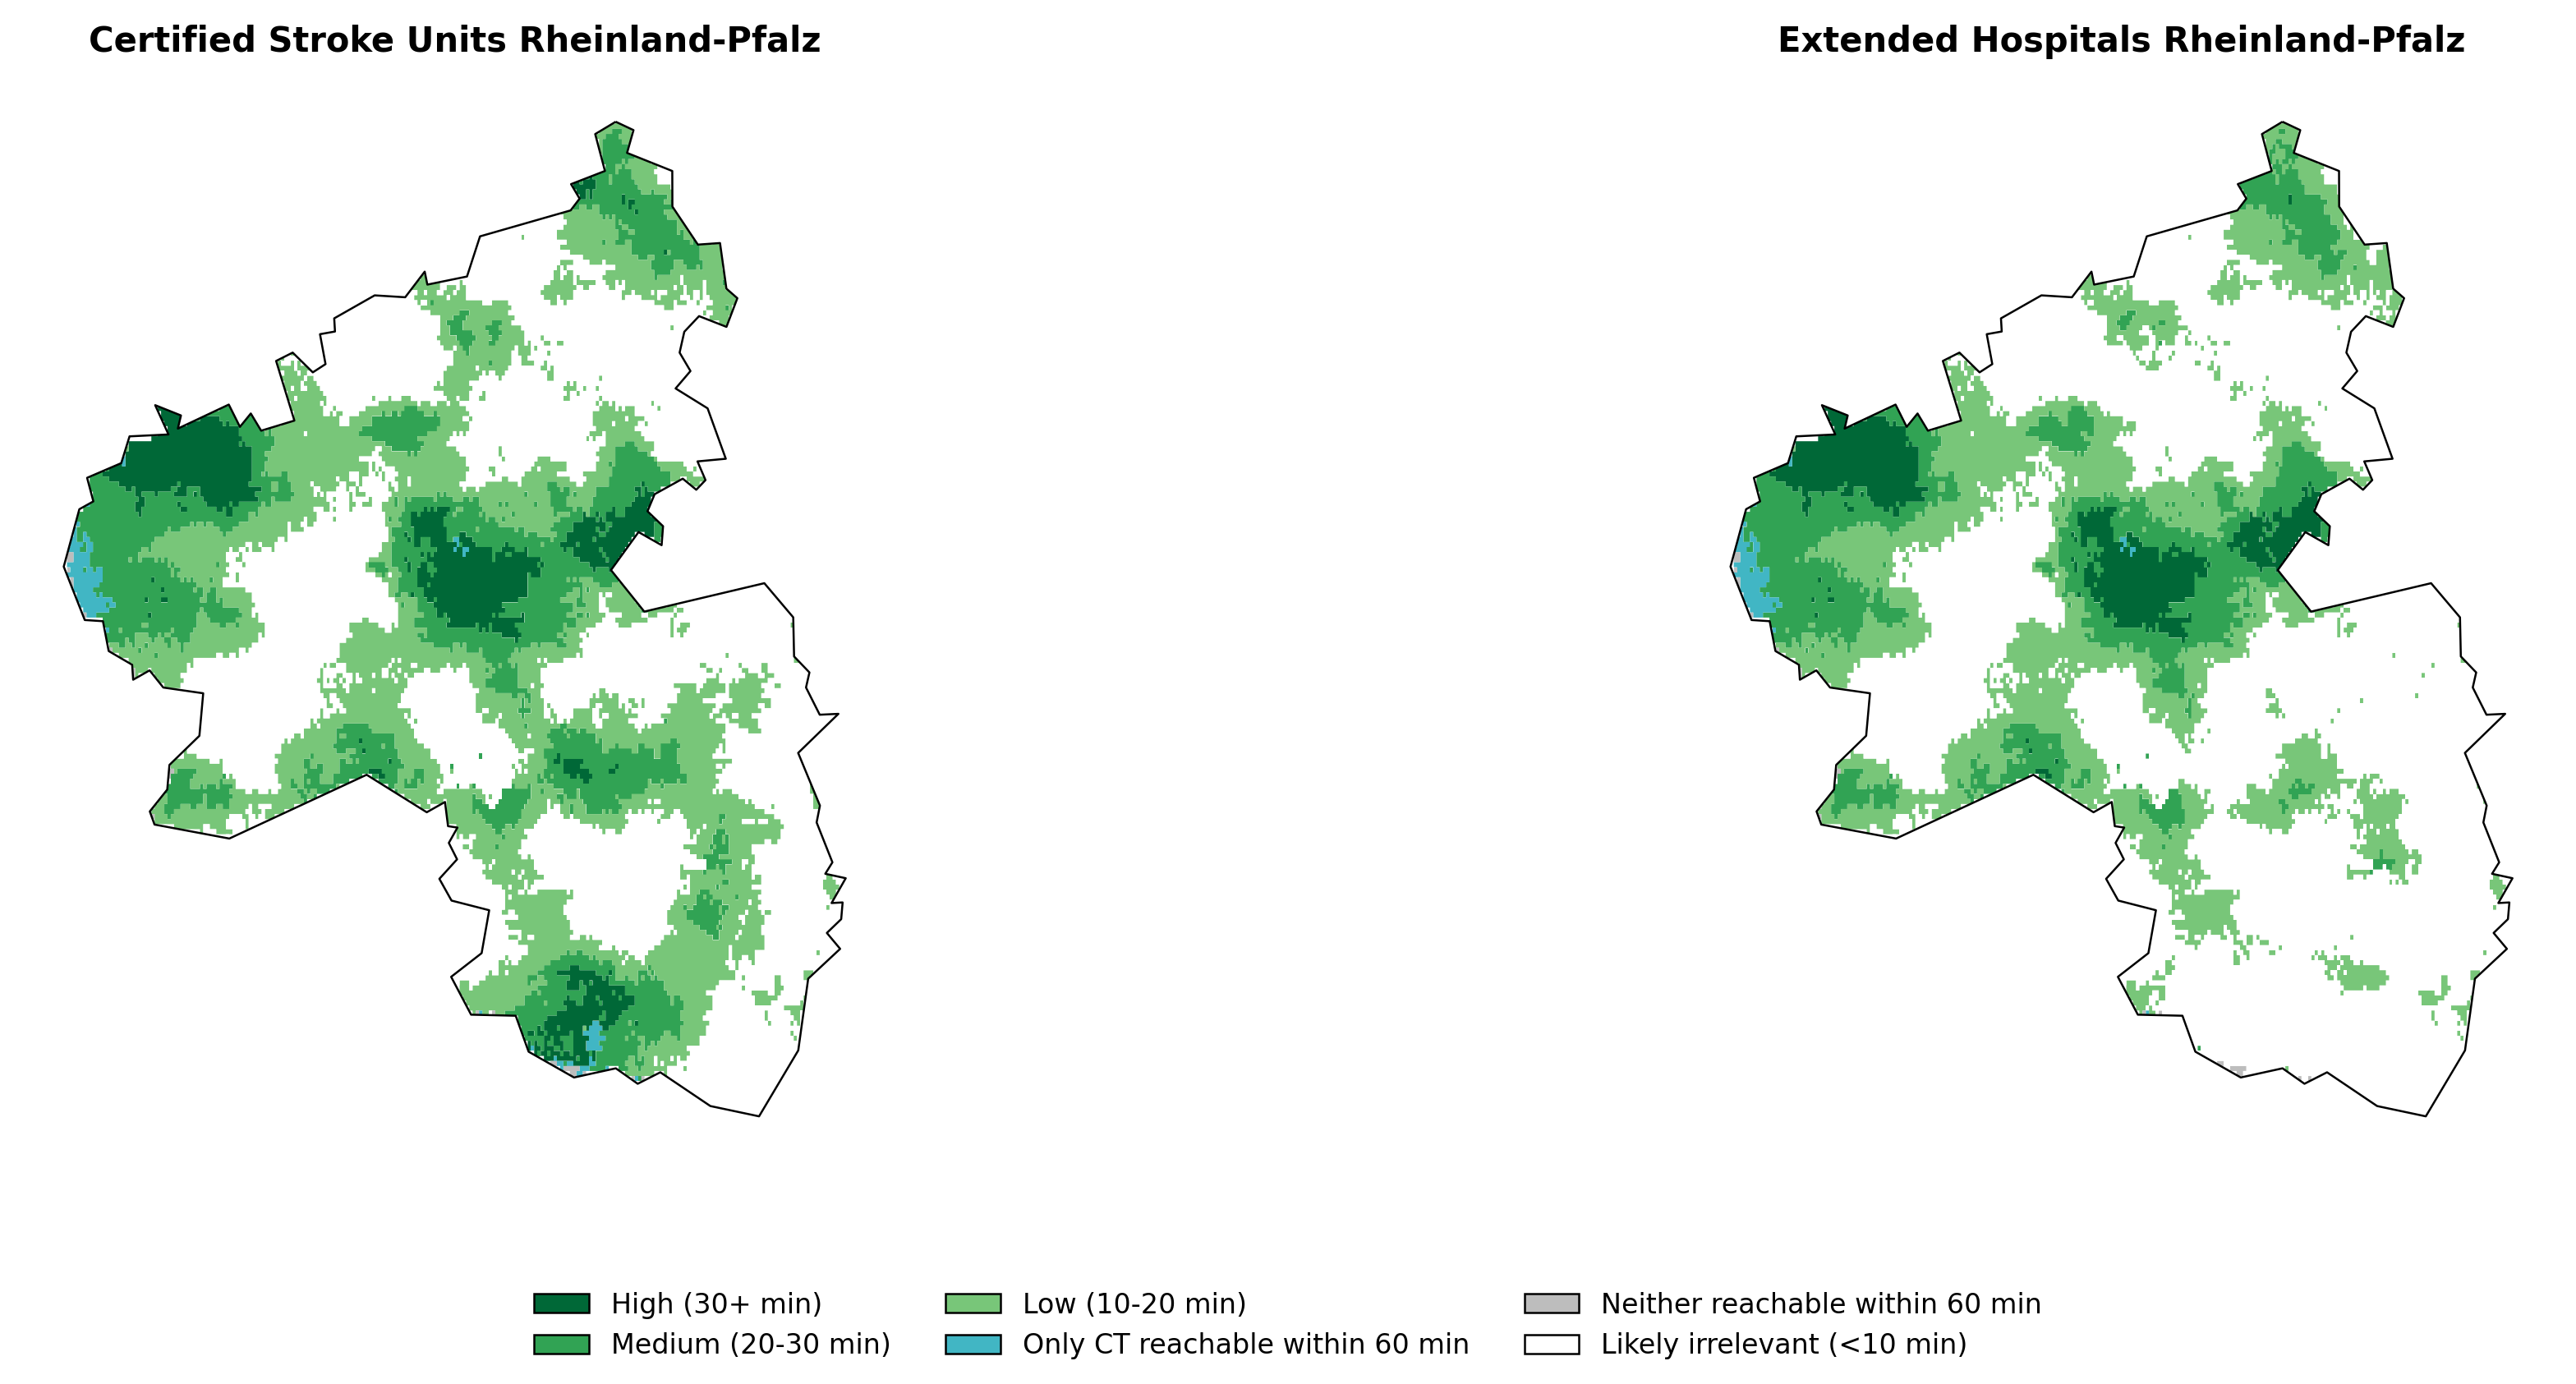 Certified Stroke Units Rheinland-Pfalz
Extended Hospitals Rheinland-Pfalz
High (30+ min)
Medium (20-30 min)
Low (10-20 min)
Only CT reachable within 60 min
Neither reachable within 60 min
Likely irrelevant (<10 min)